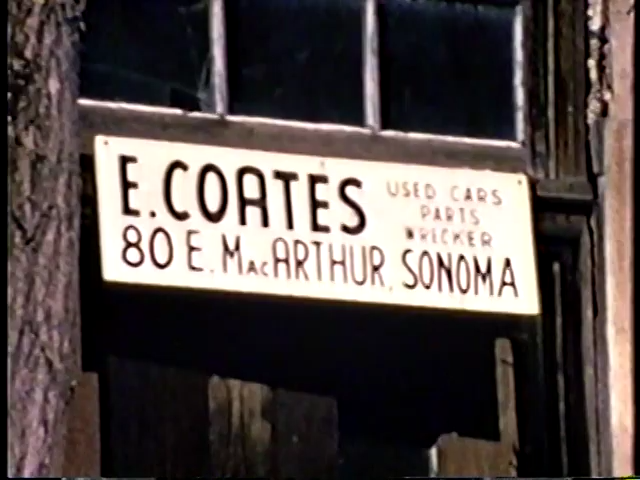 E. COATES
USED CARS
PARTS
WRECKER
80 E. MacARTHUR, SONOMA